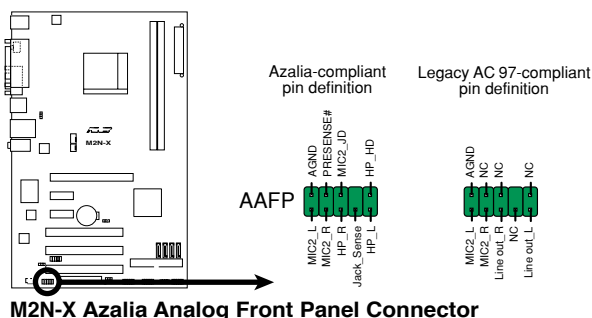 Azalia-compliant
pin definition
Legacy AC 97-compliant
pin definition
ASUS
M2N-X
AAFP
AGND
PRESENSE#
MIC2_JD
HP_HD
MIC2_L
MIC2_R
HP_R
Jack_Sense
HP_L
AGND
NC
NC
NC
MIC2_L
MIC2_R
Line out_R
NC
Line out_L
M2N-X Azalia Analog Front Panel Connector